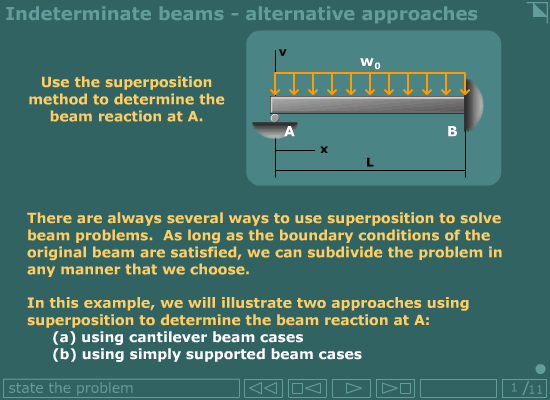 Indeterminate beams - alternative approaches
Use the superposition
method to determine the
beam reaction at A.
v
w0
A
B
x
L
There are always several ways to use superposition to solve
beam problems.  As long as the boundary conditions of the
original beam are satisfied, we can subdivide the problem in
any manner that we choose.
In this example, we will illustrate two approaches using
superposition to determine the beam reaction at A:
(a) using cantilever beam cases
(b) using simply supported beam cases
state the problem
1/11